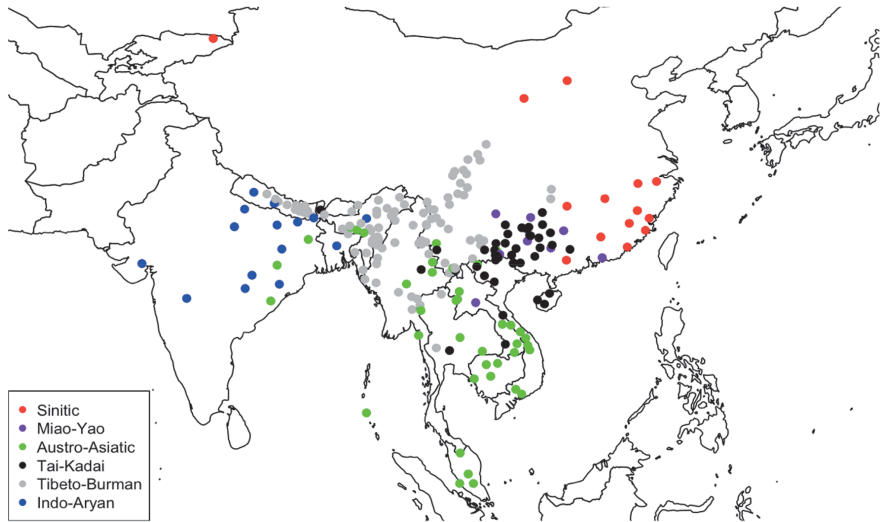 Sinitic
Miao-Yao
Austro-Asiatic
Tai-Kadai
Tibeto-Burman
Indo-Aryan